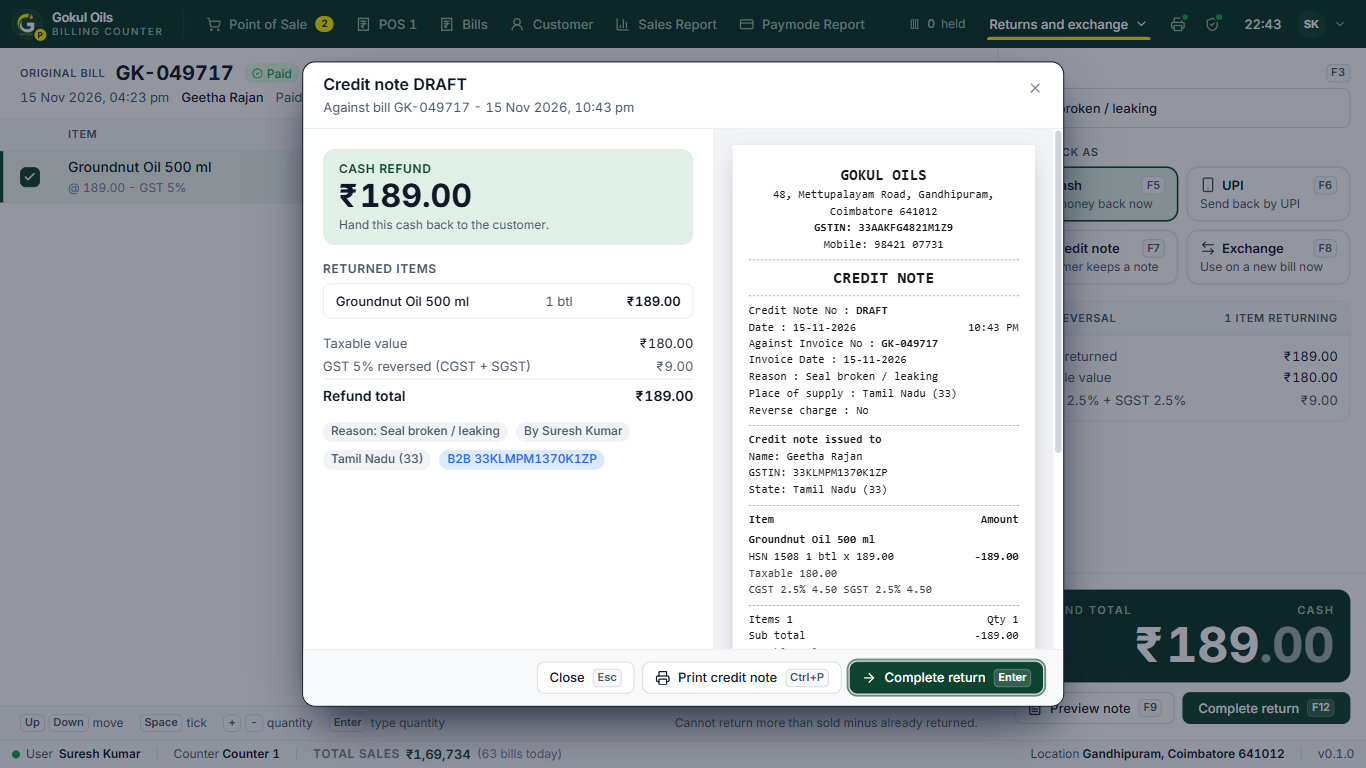 Gokul Oils
BILLING COUNTER
P
Point of Sale 2
POS 1
Bills
Customer
Sales Report
Paymode Report
0 held
Returns and exchange
22:43
SK
ORIGINAL BILL GK-049717 Paid
15 Nov 2026, 04:23 pm Geetha Rajan Paid
ITEM
Groundnut Oil 500 ml
@ 189.00 - GST 5%
Credit note DRAFT
Against bill GK-049717 - 15 Nov 2026, 10:43 pm
CASH REFUND
₹189.00
Hand this cash back to the customer.
RETURNED ITEMS
Groundnut Oil 500 ml 1 btl ₹189.00
Taxable value ₹180.00
GST 5% reversed (CGST + SGST) ₹9.00
Refund total ₹189.00
Reason: Seal broken / leaking By Suresh Kumar
Tamil Nadu (33) B2B 33KLMPM1370K1ZP
GOKUL OILS
48, Mettupalayam Road, Gandhipuram,
Coimbatore 641012
GSTIN: 33AAKFG4821M1Z9
Mobile: 98421 07731
CREDIT NOTE
Credit Note No : DRAFT
Date : 15-11-2026 10:43 PM
Against Invoice No : GK-049717
Invoice Date : 15-11-2026
Reason : Seal broken / leaking
Place of supply : Tamil Nadu (33)
Reverse charge : No
Credit note issued to
Name: Geetha Rajan
GSTIN: 33KLMPM1370K1ZP
State: Tamil Nadu (33)
Item Amount
Groundnut Oil 500 ml
HSN 1508 1 btl x 189.00 -189.00
Taxable 180.00
CGST 2.5% 4.50 SGST 2.5% 4.50
Items 1 Qty 1
Sub total -189.00
Close Esc
Print credit note Ctrl+P
Complete return Enter
F3
roken / leaking
CK AS
ash F5
oney back now
UPI F6
Send back by UPI
edit note F7
mer keeps a note
Exchange F8
Use on a new bill now
EVERSAL 1 ITEM RETURNING
returned ₹189.00
le value ₹180.00
2.5% + SGST 2.5% ₹9.00
ND TOTAL CASH
₹189.00
Preview note F9
Complete return F12
Up Down move Space tick + - quantity Enter type quantity
Cannot return more than sold minus already returned.
User Suresh Kumar Counter Counter 1 TOTAL SALES ₹1,69,734 (63 bills today)
Location Gandhipuram, Coimbatore 641012 v0.1.0